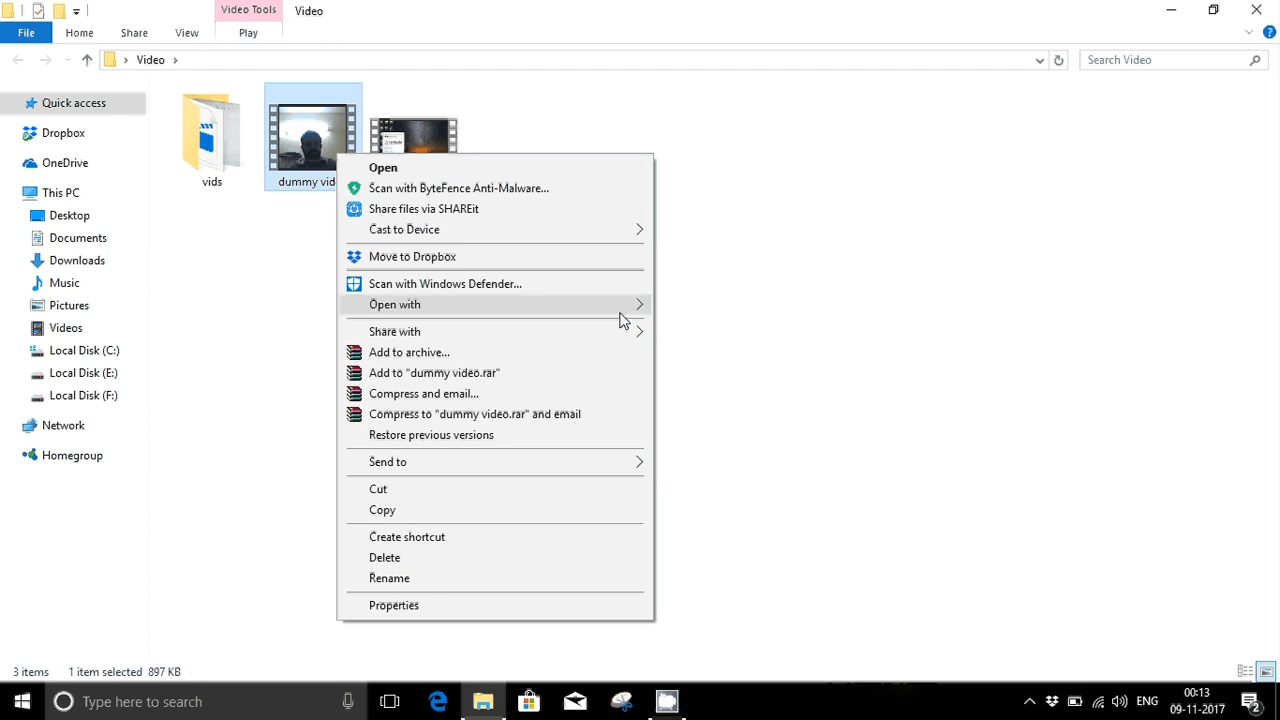 Video Tools
Video
File
Home
Share
View
Play
Video
Search Video
Quick access
Dropbox
OneDrive
This PC
Desktop
Documents
Downloads
Music
Pictures
Videos
Local Disk (C:)
Local Disk (E:)
Local Disk (F:)
Network
Homegroup
vids
dummy vid
Open
Scan with ByteFence Anti-Malware...
Share files via SHAREit
Cast to Device
Move to Dropbox
Scan with Windows Defender...
Open with
Share with
Add to archive...
Add to "dummy video.rar"
Compress and email...
Compress to "dummy video.rar" and email
Restore previous versions
Send to
Cut
Copy
Create shortcut
Delete
Rename
Properties
3 items
1 item selected 897 KB
Type here to search
ENG
00:13
09-11-2017
2